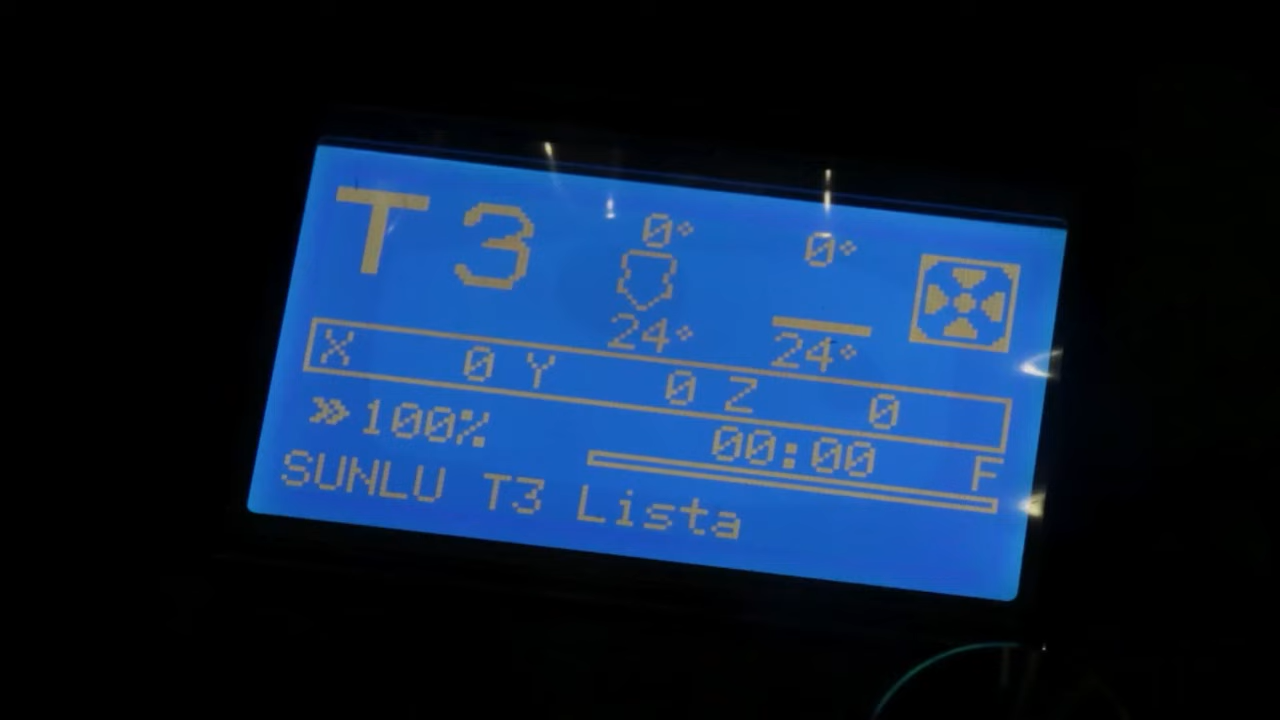 T3
0° 0°
24° 24°
X 0 Y 0 Z 0
»100% 00:00 F
SUNLU T3 Lista